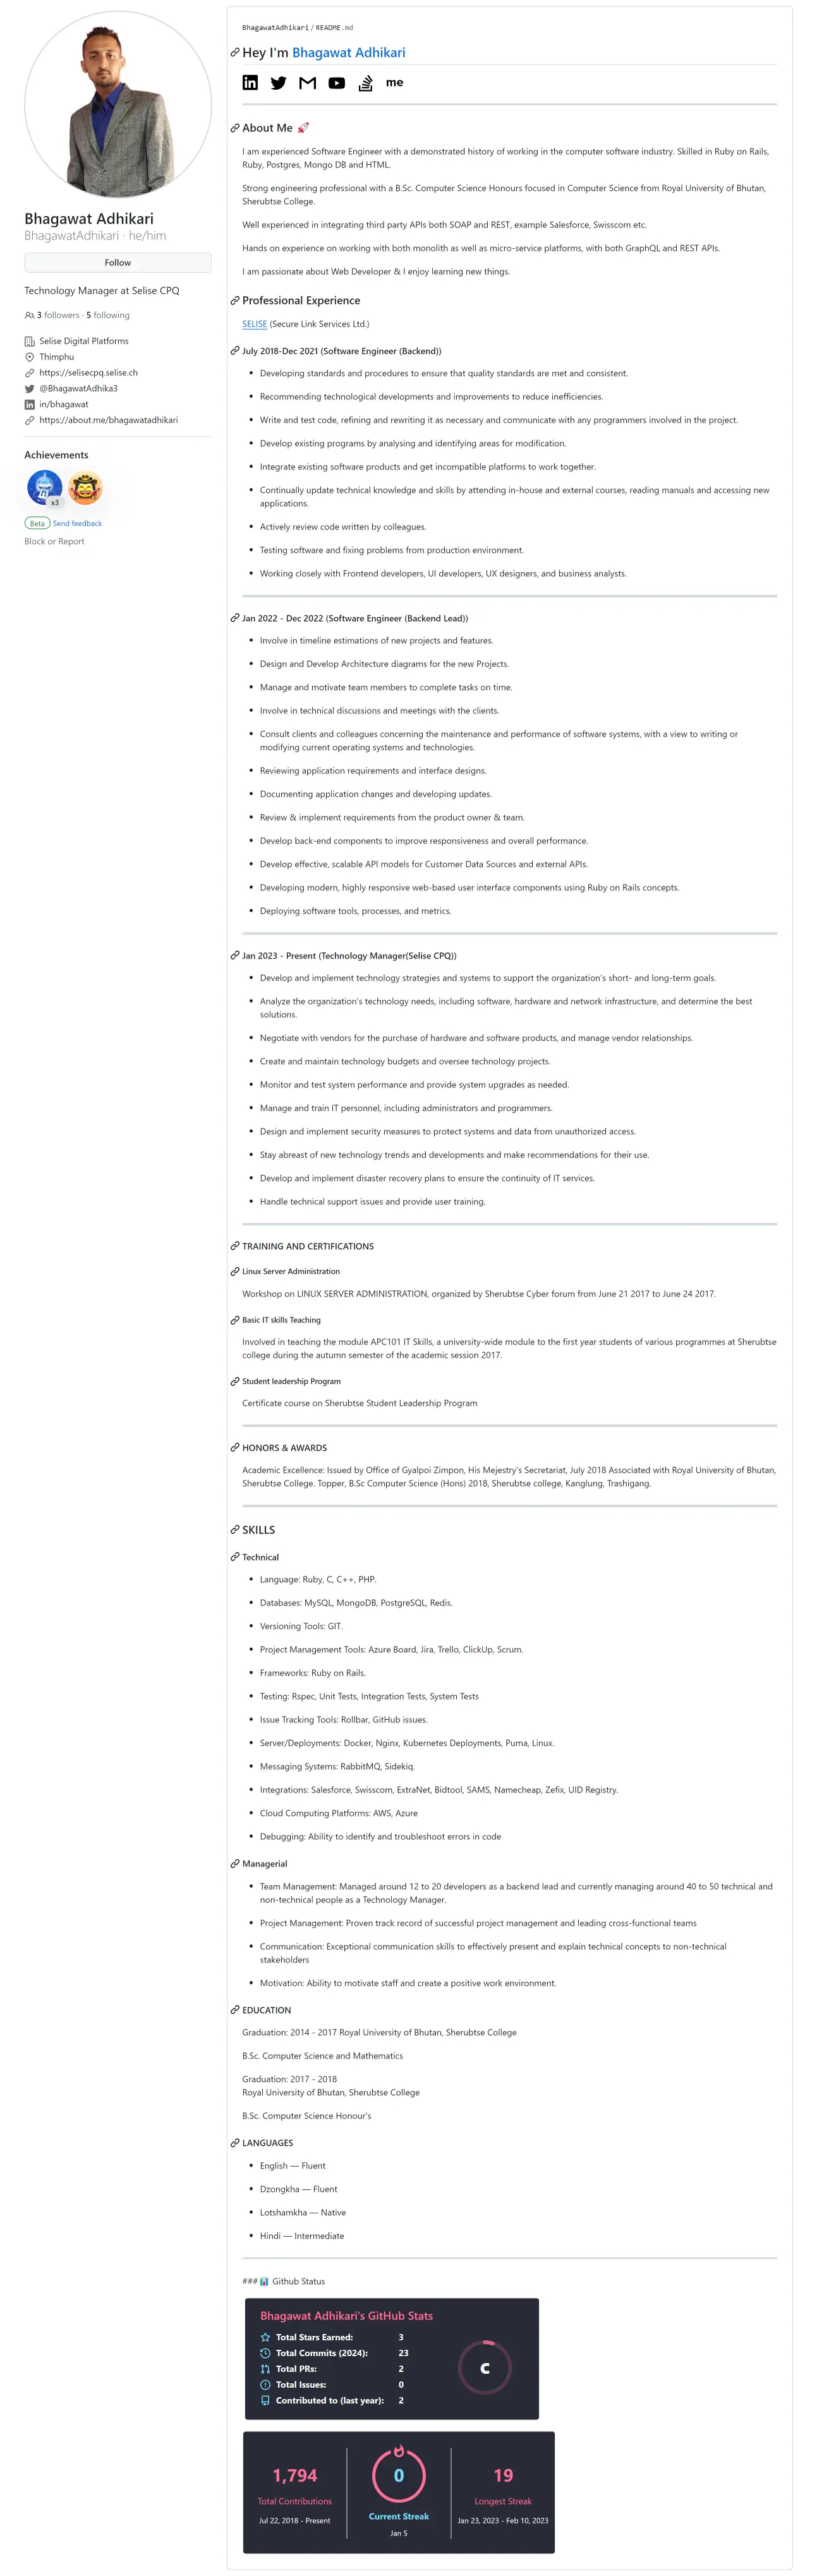 Bhagawat Adhikari
BhagawatAdhikari · he/him
Follow
Technology Manager at Selise CPQ
3 followers · 5 following
Selise Digital Platforms
Thimphu
https://selisecpq.selise.ch
@BhagawatAdhika3
in/bhagawat
https://about.me/bhagawatadhikari
Achievements
x3
Beta Send feedback
Block or Report
BhagawatAdhikari / README.md
Hey I'm Bhagawat Adhikari
me
About Me 🚀
I am experienced Software Engineer with a demonstrated history of working in the computer software industry. Skilled in Ruby on Rails,
Ruby, Postgres, Mongo DB and HTML.
Strong engineering professional with a B.Sc. Computer Science Honours focused in Computer Science from Royal University of Bhutan,
Sherubtse College.
Well experienced in integrating third party APIs both SOAP and REST, example Salesforce, Swisscom etc.
Hands on experience on working with both monolith as well as micro-service platforms, with both GraphQL and REST APIs.
I am passionate about Web Developer & I enjoy learning new things.
Professional Experience
SELISE (Secure Link Services Ltd.)
July 2018-Dec 2021 (Software Engineer (Backend))
• Developing standards and procedures to ensure that quality standards are met and consistent.
• Recommending technological developments and improvements to reduce inefficiencies.
• Write and test code, refining and rewriting it as necessary and communicate with any programmers involved in the project.
• Develop existing programs by analysing and identifying areas for modification.
• Integrate existing software products and get incompatible platforms to work together.
• Continually update technical knowledge and skills by attending in-house and external courses, reading manuals and accessing new
applications.
• Actively review code written by colleagues.
• Testing software and fixing problems from production environment.
• Working closely with Frontend developers, UI developers, UX designers, and business analysts.
Jan 2022 - Dec 2022 (Software Engineer (Backend Lead))
• Involve in timeline estimations of new projects and features.
• Design and Develop Architecture diagrams for the new Projects.
• Manage and motivate team members to complete tasks on time.
• Involve in technical discussions and meetings with the clients.
• Consult clients and colleagues concerning the maintenance and performance of software systems, with a view to writing or
modifying current operating systems and technologies.
• Reviewing application requirements and interface designs.
• Documenting application changes and developing updates.
• Review & implement requirements from the product owner & team.
• Develop back-end components to improve responsiveness and overall performance.
• Develop effective, scalable API models for Customer Data Sources and external APIs.
• Developing modern, highly responsive web-based user interface components using Ruby on Rails concepts.
• Deploying software tools, processes, and metrics.
Jan 2023 - Present (Technology Manager(Selise CPQ))
• Develop and implement technology strategies and systems to support the organization's short- and long-term goals.
• Analyze the organization's technology needs, including software, hardware and network infrastructure, and determine the best
solutions.
• Negotiate with vendors for the purchase of hardware and software products, and manage vendor relationships.
• Create and maintain technology budgets and oversee technology projects.
• Monitor and test system performance and provide system upgrades as needed.
• Manage and train IT personnel, including administrators and programmers.
• Design and implement security measures to protect systems and data from unauthorized access.
• Stay abreast of new technology trends and developments and make recommendations for their use.
• Develop and implement disaster recovery plans to ensure the continuity of IT services.
• Handle technical support issues and provide user training.
TRAINING AND CERTIFICATIONS
Linux Server Administration
Workshop on LINUX SERVER ADMINISTRATION, organized by Sherubtse Cyber forum from June 21 2017 to June 24 2017.
Basic IT skills Teaching
Involved in teaching the module APC101 IT Skills, a university-wide module to the first year students of various programmes at Sherubtse
college during the autumn semester of the academic session 2017.
Student leadership Program
Certificate course on Sherubtse Student Leadership Program
HONORS & AWARDS
Academic Excellence: Issued by Office of Gyalpoi Zimpon, His Mejestry's Secretariat, July 2018 Associated with Royal University of Bhutan,
Sherubtse College. Topper, B.Sc Computer Science (Hons) 2018, Sherubtse college, Kanglung, Trashigang.
SKILLS
Technical
• Language: Ruby, C, C++, PHP.
• Databases: MySQL, MongoDB, PostgreSQL, Redis.
• Versioning Tools: GIT.
• Project Management Tools: Azure Board, Jira, Trello, ClickUp, Scrum.
• Frameworks: Ruby on Rails.
• Testing: Rspec, Unit Tests, Integration Tests, System Tests
• Issue Tracking Tools: Rollbar, GitHub issues.
• Server/Deployments: Docker, Nginx, Kubernetes Deployments, Puma, Linux.
• Messaging Systems: RabbitMQ, Sidekiq.
• Integrations: Salesforce, Swisscom, ExtraNet, Bidtool, SAMS, Namecheap, Zefix, UID Registry.
• Cloud Computing Platforms: AWS, Azure
• Debugging: Ability to identify and troubleshoot errors in code
Managerial
• Team Management: Managed around 12 to 20 developers as a backend lead and currently managing around 40 to 50 technical and
non-technical people as a Technology Manager.
• Project Management: Proven track record of successful project management and leading cross-functional teams
• Communication: Exceptional communication skills to effectively present and explain technical concepts to non-technical
stakeholders
• Motivation: Ability to motivate staff and create a positive work environment.
EDUCATION
Graduation: 2014 - 2017 Royal University of Bhutan, Sherubtse College
B.Sc. Computer Science and Mathematics
Graduation: 2017 - 2018
Royal University of Bhutan, Sherubtse College
B.Sc. Computer Science Honour's
LANGUAGES
• English — Fluent
• Dzongkha — Fluent
• Lotshamkha — Native
• Hindi — Intermediate
###📊 Github Status
Bhagawat Adhikari's GitHub Stats
Total Stars Earned: 3
Total Commits (2024): 23
Total PRs: 2
Total Issues: 0
Contributed to (last year): 2
C
1,794
Total Contributions
Jul 22, 2018 - Present
0
Current Streak
Jan 5
19
Longest Streak
Jan 23, 2023 - Feb 10, 2023